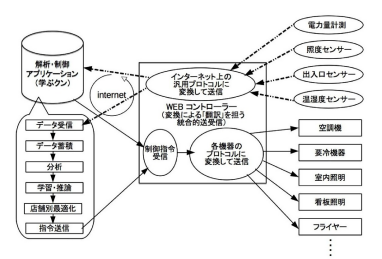 解析・制御
アプリケーション
(学ぶクン)
データ受信
データ蓄積
分析
学習・推論
店舗別最適化
指令送信
internet
インターネット上の
汎用プロトコルに
変換して送信
WEB コントローラー
(変換による「翻訳」を担う
統合的送受信)
制御指令
受信
各機器の
プロトコルに
変換して送信
電力量計測
照度センサー
出入口センサー
温湿度センサー
空調機
要冷機器
室内照明
看板照明
フライヤー